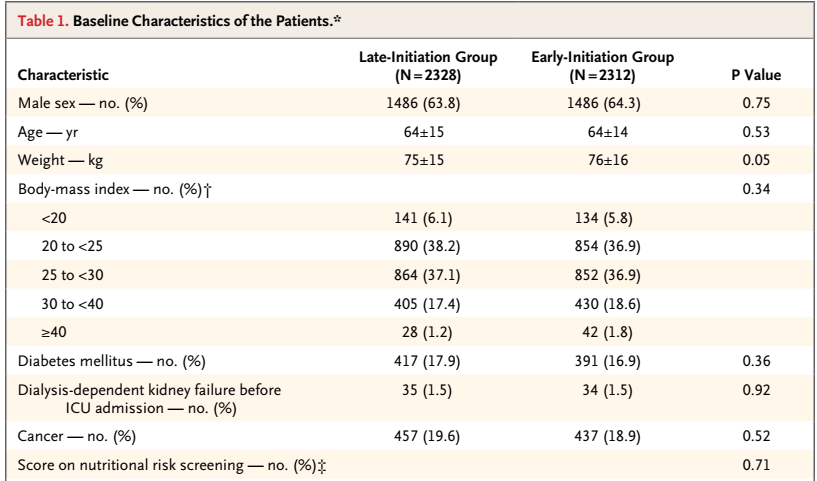 Table 1. Baseline Characteristics of the Patients.*
Characteristic Late-Initiation Group (N=2328) Early-Initiation Group (N=2312) P Value
Male sex — no. (%) 1486 (63.8) 1486 (64.3) 0.75
Age — yr 64±15 64±14 0.53
Weight — kg 75±15 76±16 0.05
Body-mass index — no. (%)† 0.34
<20 141 (6.1) 134 (5.8)
20 to <25 890 (38.2) 854 (36.9)
25 to <30 864 (37.1) 852 (36.9)
30 to <40 405 (17.4) 430 (18.6)
≥40 28 (1.2) 42 (1.8)
Diabetes mellitus — no. (%) 417 (17.9) 391 (16.9) 0.36
Dialysis-dependent kidney failure before 35 (1.5) 34 (1.5) 0.92
ICU admission — no. (%)
Cancer — no. (%) 457 (19.6) 437 (18.9) 0.52
Score on nutritional risk screening — no. (%)‡ 0.71